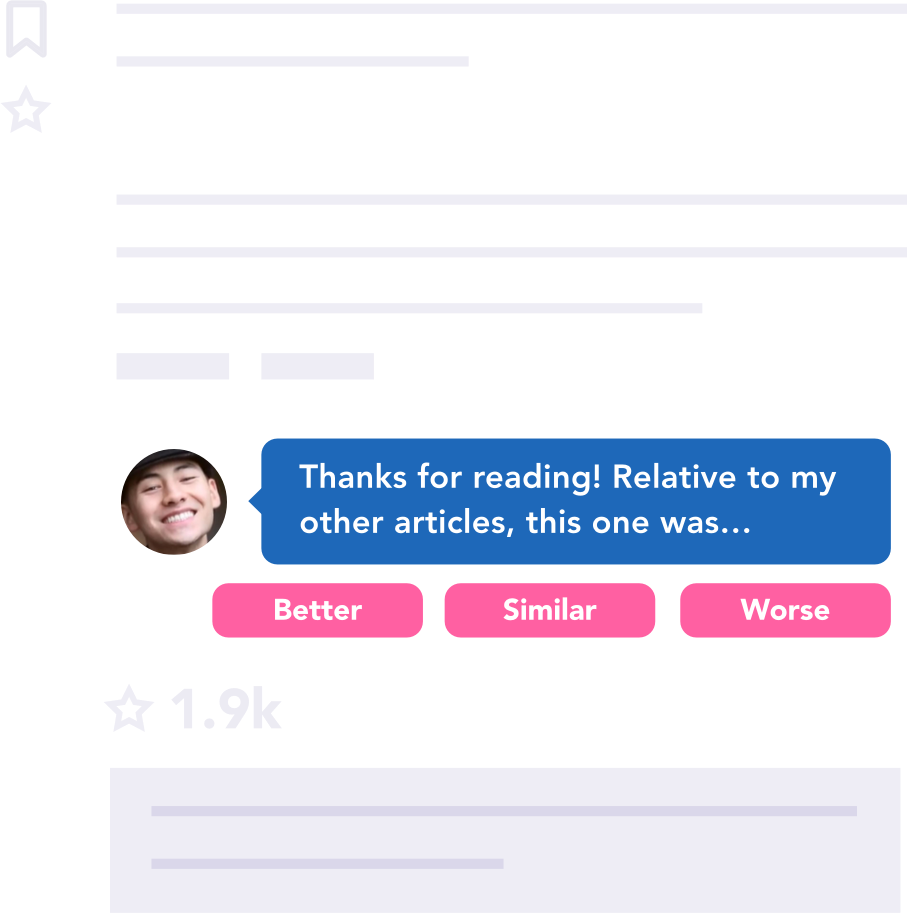 Thanks for reading! Relative to my
other articles, this one was...
Better Similar Worse
1.9k